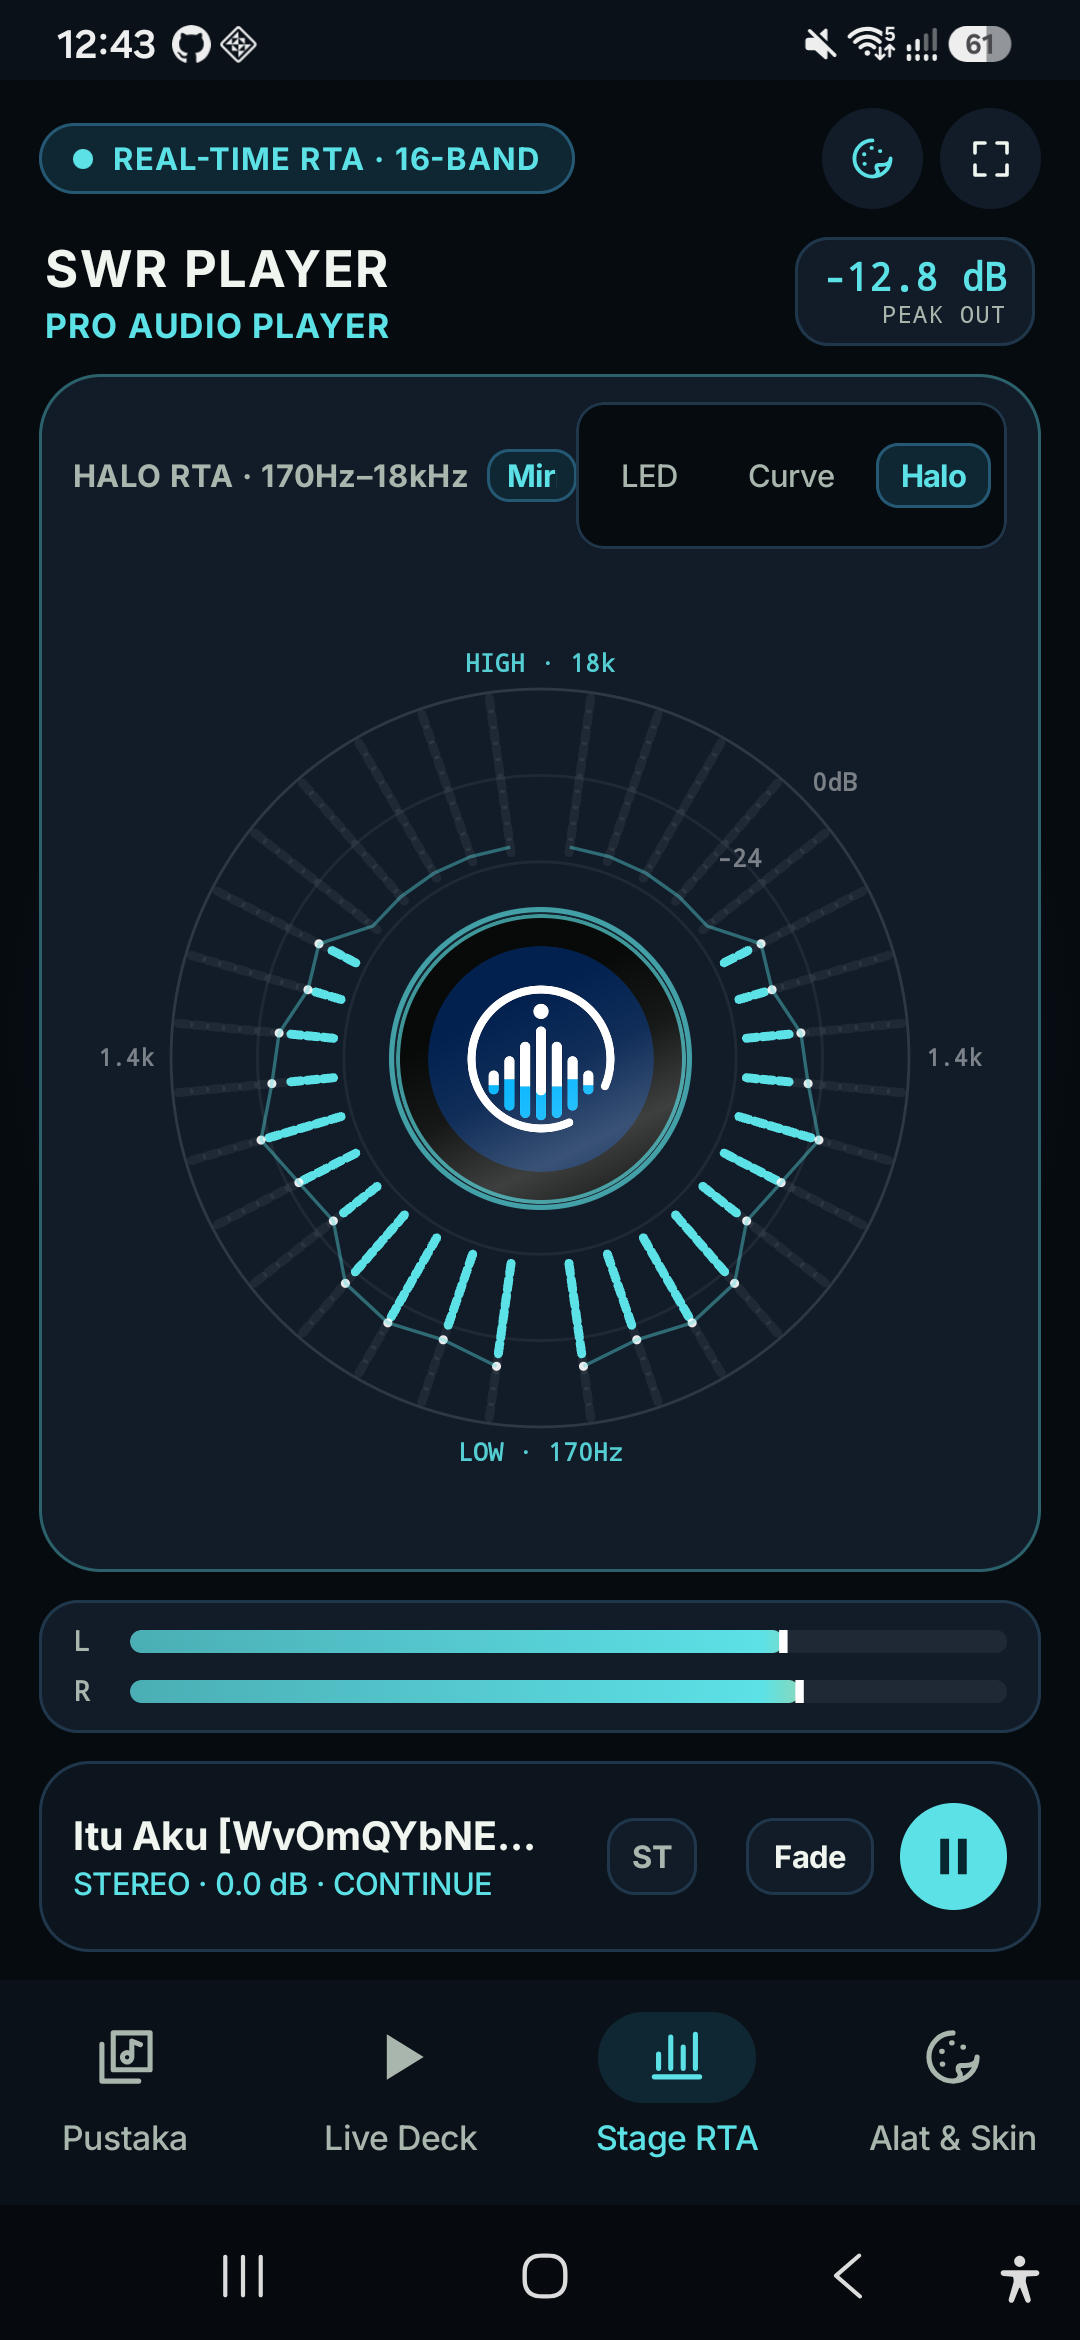 12:43
5
61
REAL-TIME RTA · 16-BAND
SWR PLAYER
PRO AUDIO PLAYER
-12.8 dB
PEAK OUT
HALO RTA · 170Hz–18kHz
Mir
LED
Curve
Halo
HIGH · 18k
0dB
-24
1.4k
1.4k
LOW · 170Hz
L
R
Itu Aku [WvOmQYbNE...
STEREO · 0.0 dB · CONTINUE
ST
Fade
Pustaka
Live Deck
Stage RTA
Alat & Skin